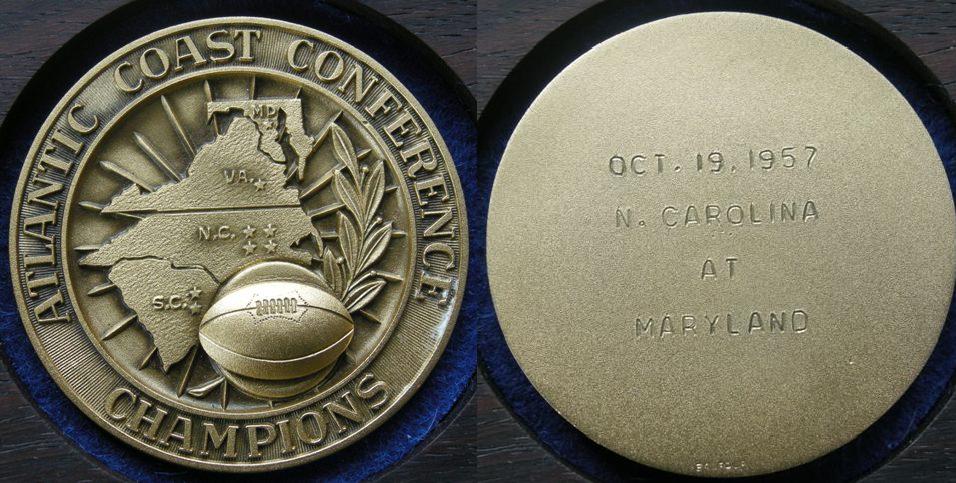 ATLANTIC COAST CONFERENCE
MD.
VA.
N.C.
S.C.
CHAMPIONS
OCT. 19, 1957
N. CAROLINA
AT
MARYLAND